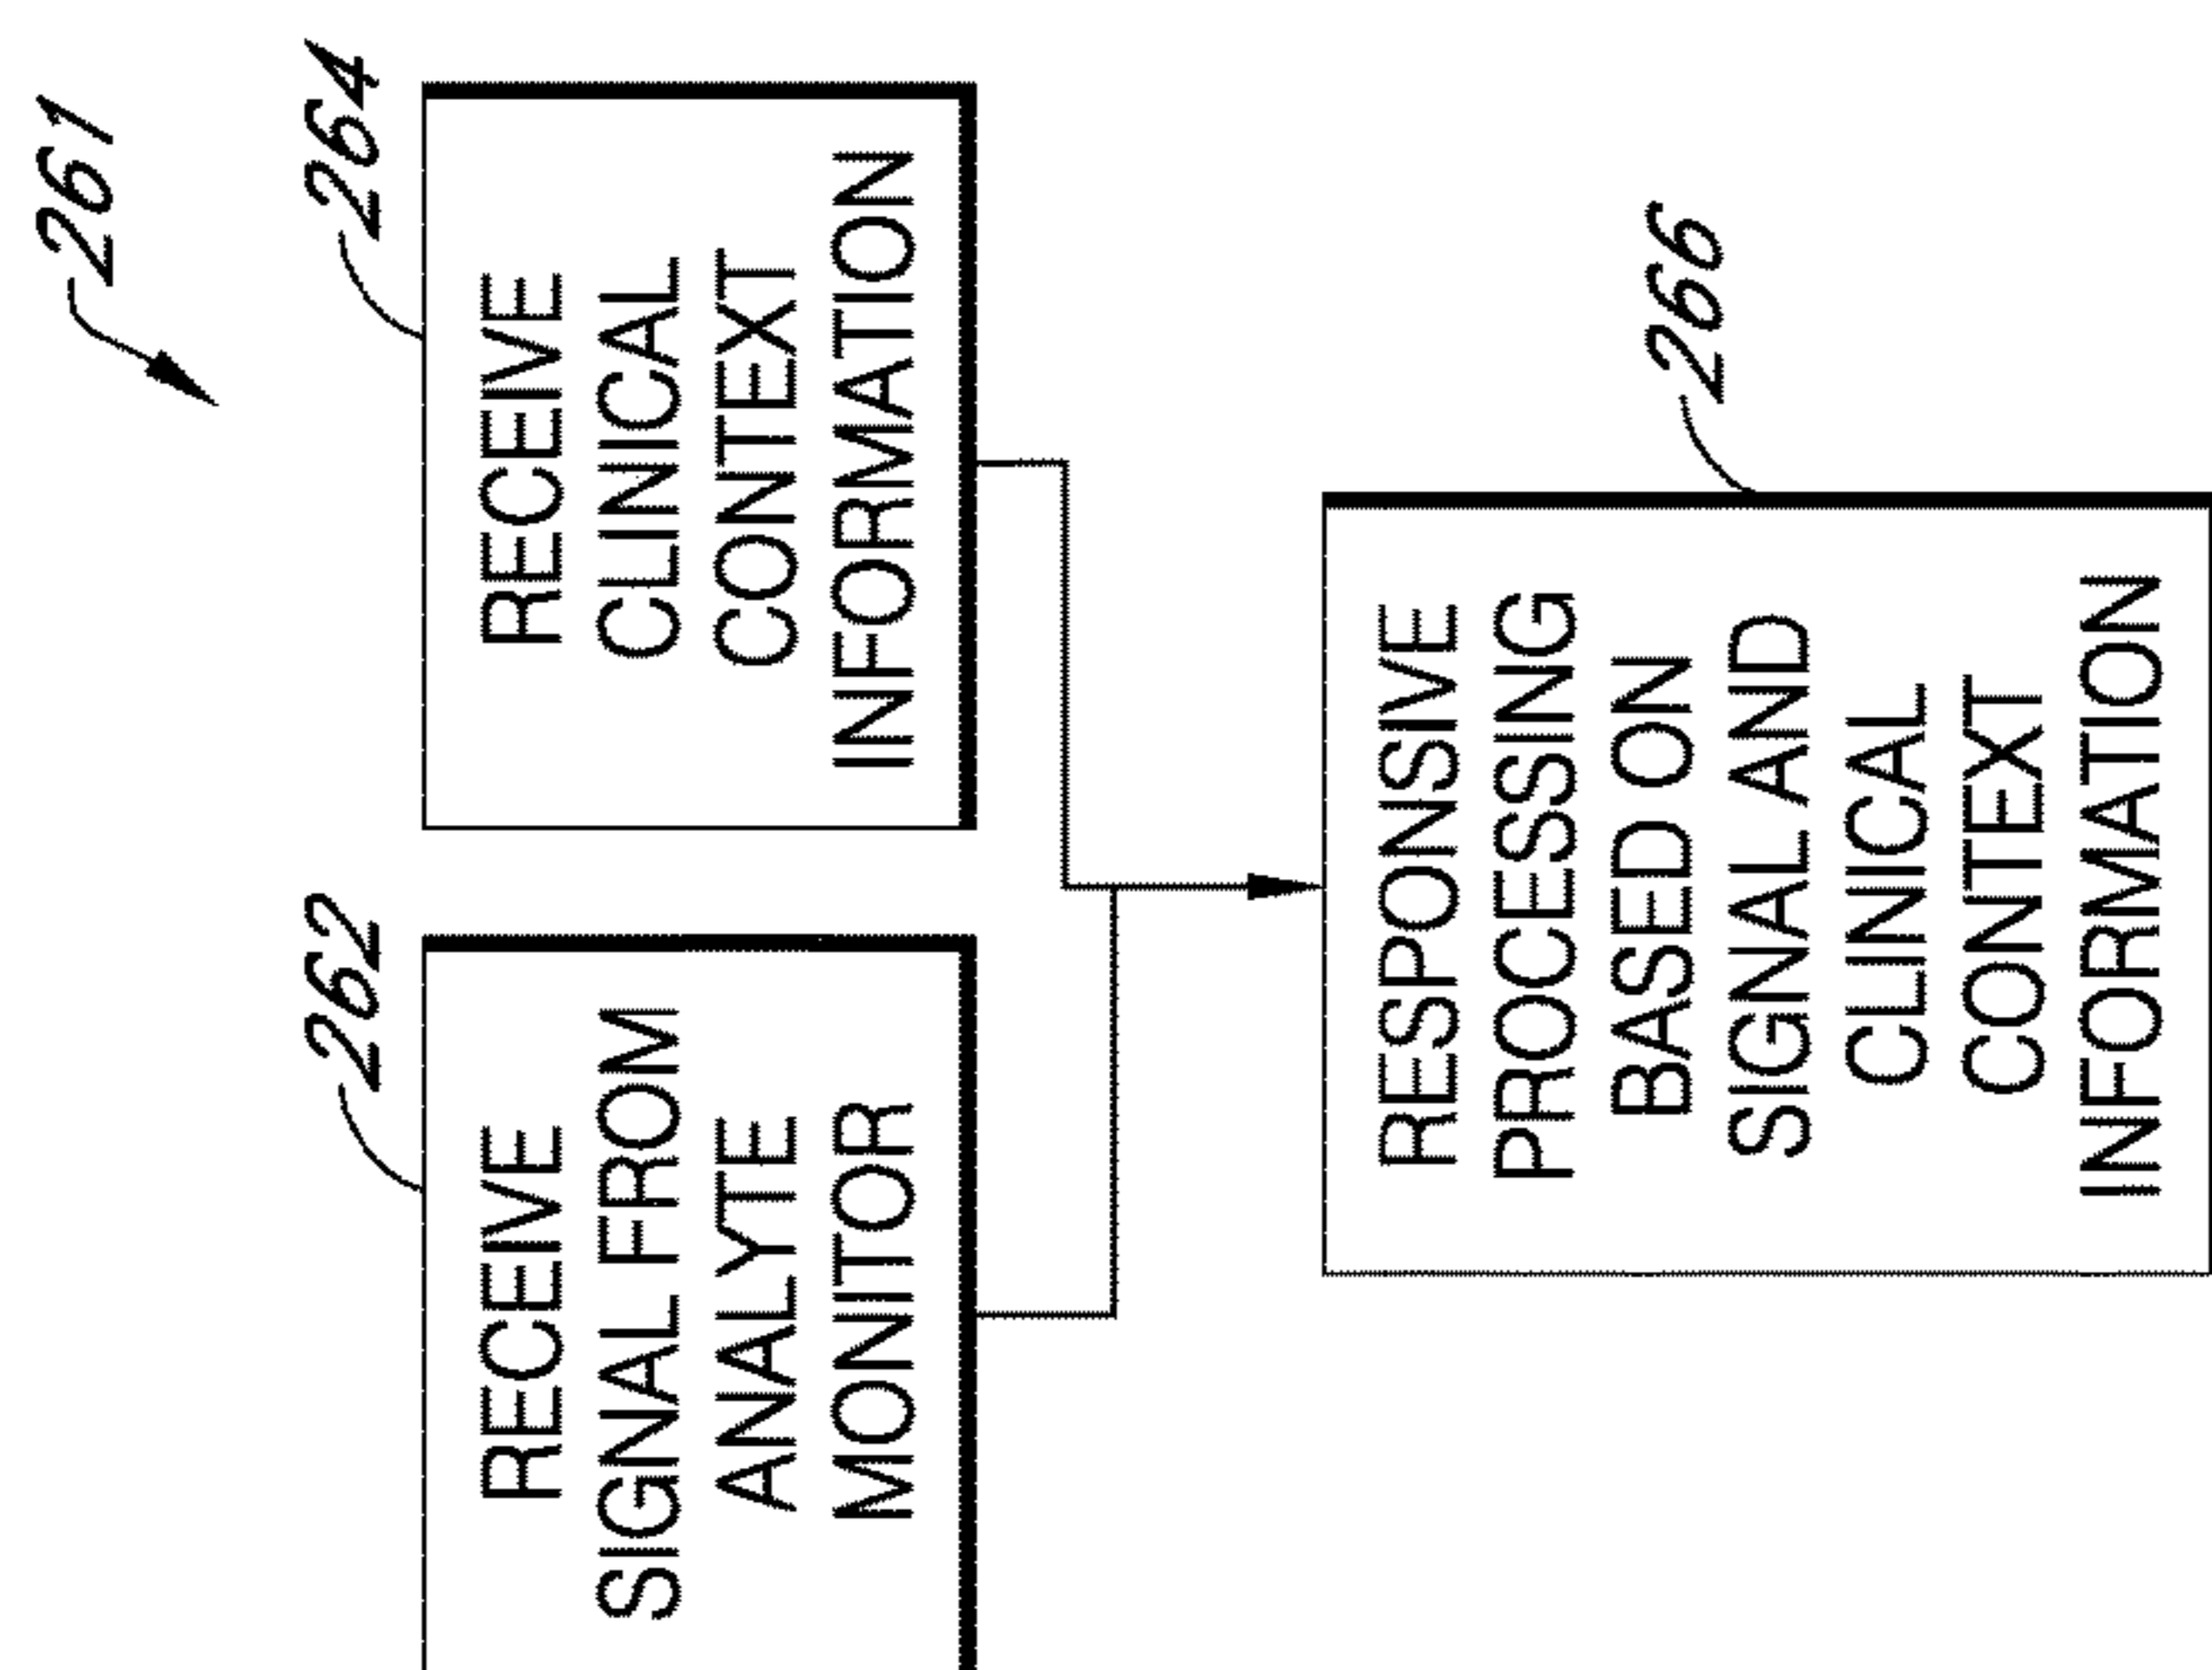 261
262
RECEIVE
SIGNAL FROM
ANALYTE
MONITOR
264
RECEIVE
CLINICAL
CONTEXT
INFORMATION
266
RESPONSIVE
PROCESSING
BASED ON
SIGNAL AND
CLINICAL
CONTEXT
INFORMATION